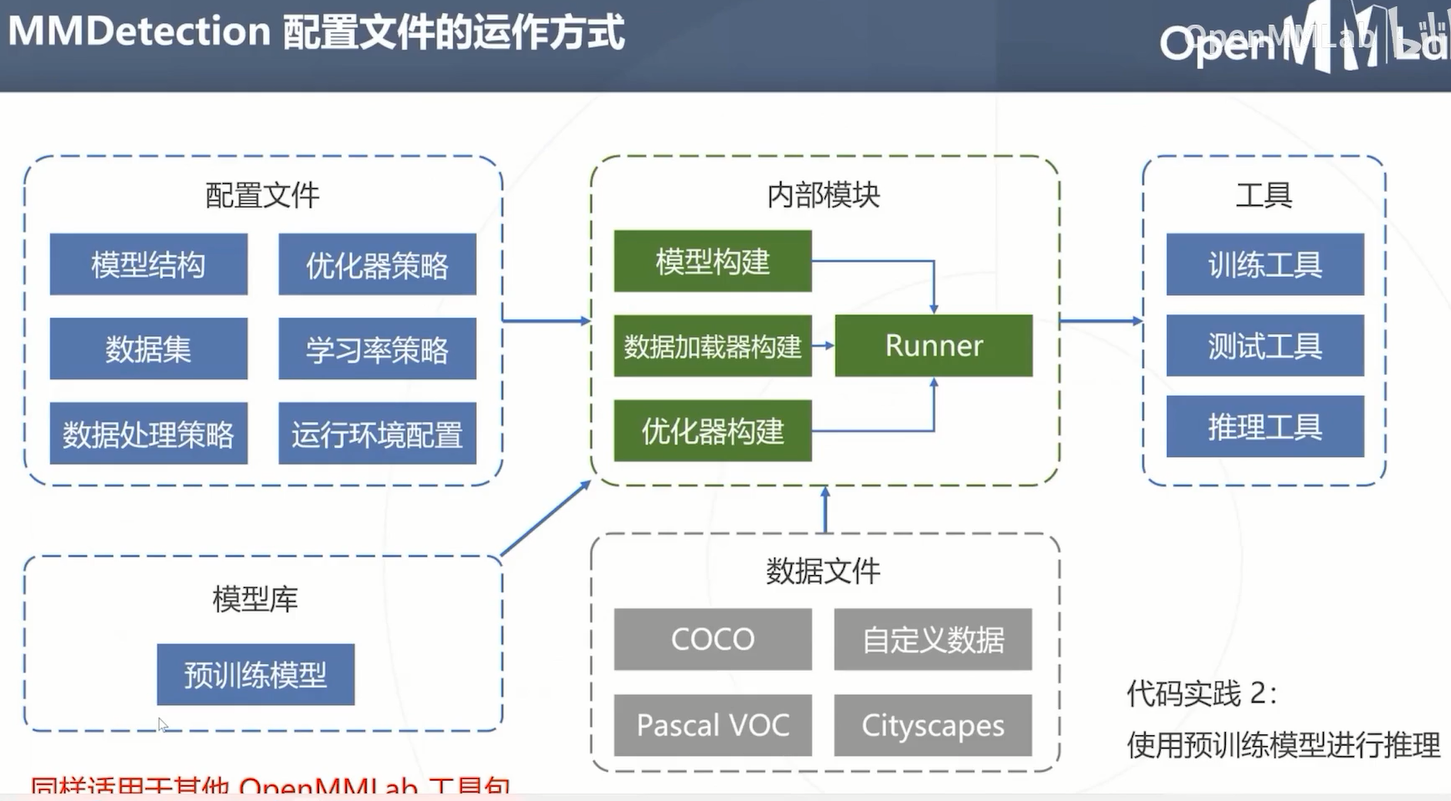 MMDetection 配置文件的运作方式
OpenMMLab
OpenMMLab
配置文件
模型结构
优化器策略
数据集
学习率策略
数据处理策略
运行环境配置
内部模块
模型构建
数据加载器构建
Runner
优化器构建
工具
训练工具
测试工具
推理工具
模型库
预训练模型
数据文件
COCO
自定义数据
Pascal VOC
Cityscapes
代码实践 2：
使用预训练模型进行推理
同样适用于其他 OpenMMLab 工具包